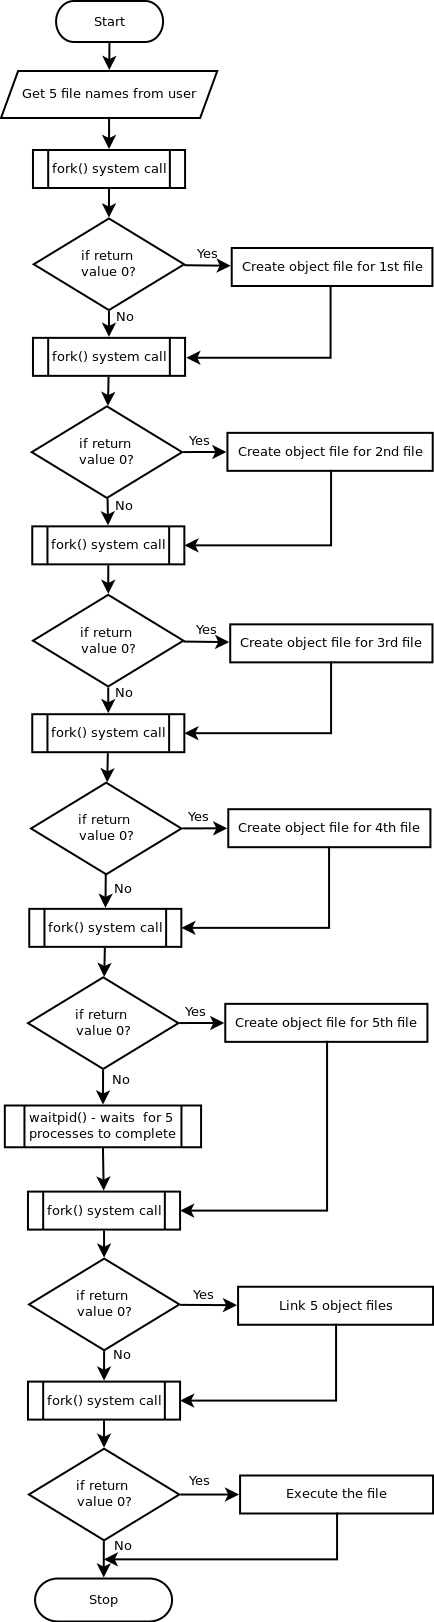 Start
Get 5 file names from user
fork() system call
if return
value 0?
Yes
Create object file for 1st file
No
fork() system call
if return
value 0?
Yes
Create object file for 2nd file
No
fork() system call
if return
value 0?
Yes
Create object file for 3rd file
No
fork() system call
if return
value 0?
Yes
Create object file for 4th file
No
fork() system call
if return
value 0?
Yes
Create object file for 5th file
No
waitpid() - waits  for 5
processes to complete
fork() system call
if return
value 0?
Yes
Link 5 object files
No
fork() system call
if return
value 0?
Yes
Execute the file
No
Stop